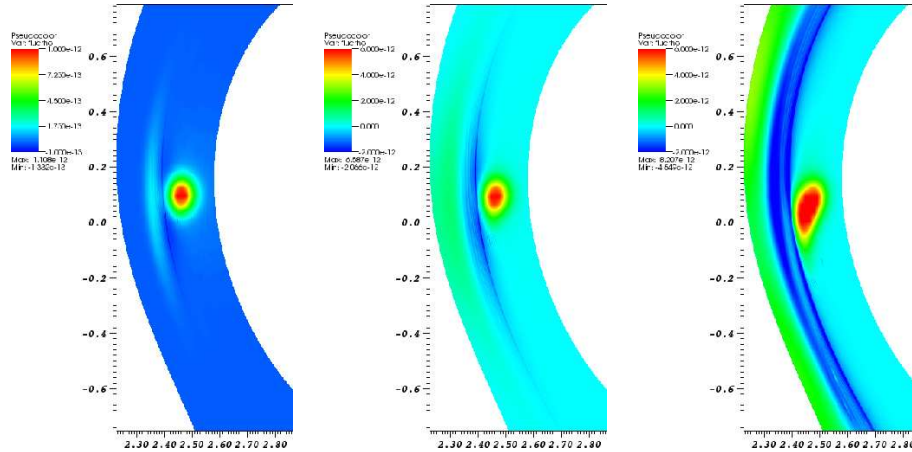 Pseudocolor
Var: fluctrho
1.000e-12
7.250e-13
4.500e-13
1.750e-13
-1.000e-13
Max: 1.108e-12
Min: -1.332e-13
0.6
0.4
0.2
0.0
-0.2
-0.4
-0.6
2.30 2.40 2.50 2.60 2.70 2.80
Pseudocolor
Var: fluctrho
6.000e-12
4.000e-12
2.000e-12
0.000
-2.000e-12
Max: 6.587e-12
Min: -2.066e-12
0.6
0.4
0.2
0.0
-0.2
-0.4
-0.6
2.30 2.40 2.50 2.60 2.70 2.80
Pseudocolor
Var: fluctrho
6.000e-12
4.000e-12
2.000e-12
0.000
-2.000e-12
Max: 8.207e-12
0.6
0.4
0.2
0.0
-0.2
-0.4
-0.6
2.30 2.40 2.50 2.60 2.70 2.80